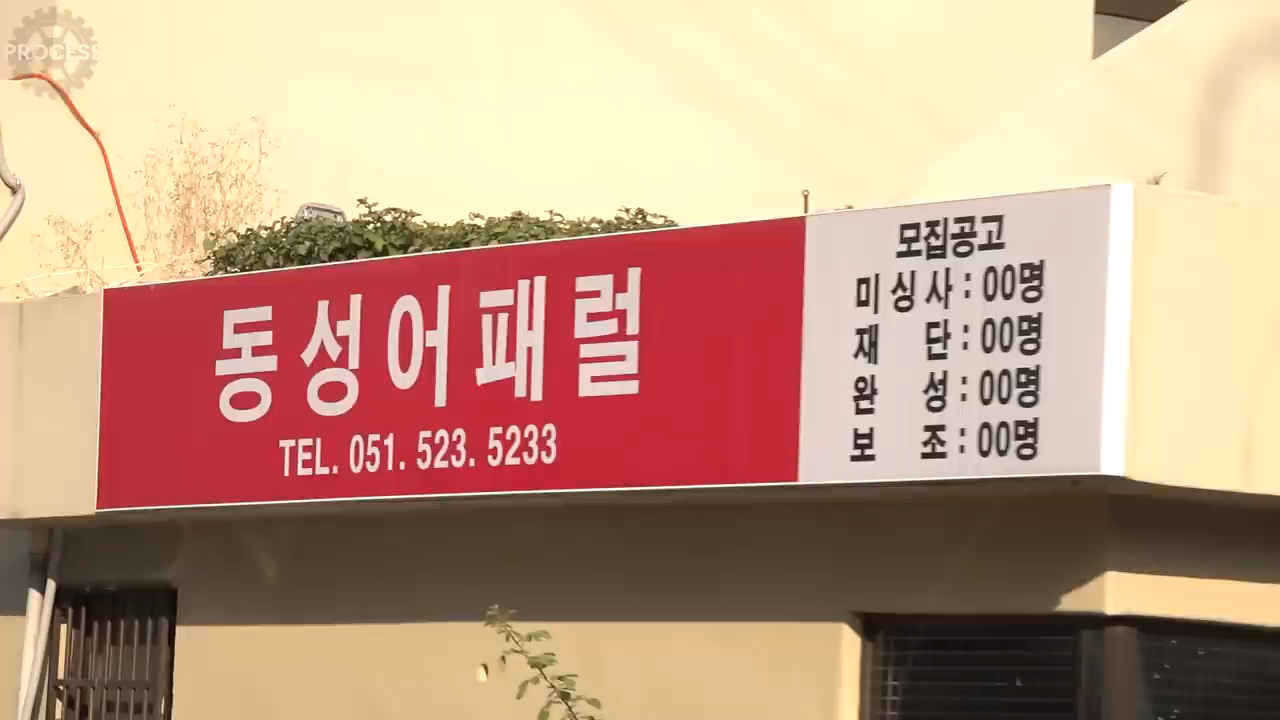 PROCESS
동성어패럴
TEL. 051. 523. 5233
모집공고
미싱사 : 00명
재 단 : 00명
완 성 : 00명
보 조 : 00명